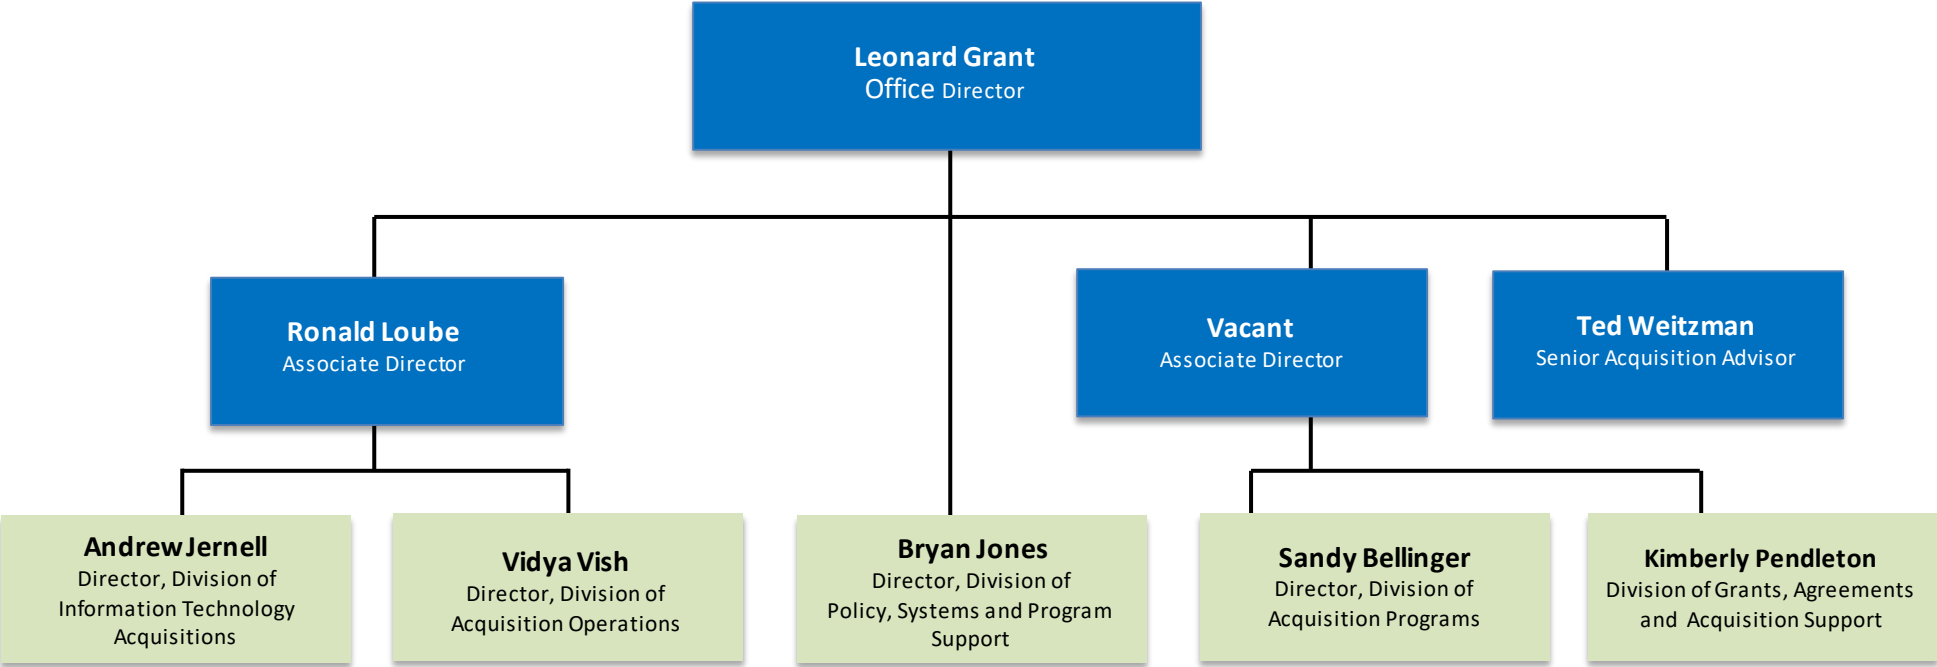 Leonard Grant
Office Director
Ronald Loube
Associate Director
Vacant
Associate Director
Ted Weitzman
Senior Acquisition Advisor
Andrew Jernell
Director, Division of
Information Technology
Acquisitions
Vidya Vish
Director, Division of
Acquisition Operations
Bryan Jones
Director, Division of
Policy, Systems and Program
Support
Sandy Bellinger
Director, Division of
Acquisition Programs
Kimberly Pendleton
Division of Grants, Agreements
and Acquisition Support